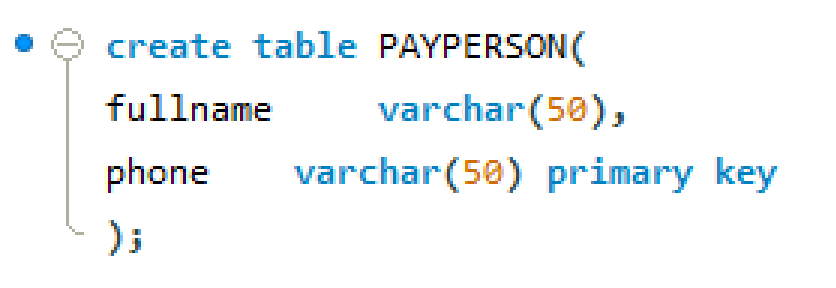 create table PAYPERSON(
fullname     varchar(50),
phone    varchar(50) primary key
);